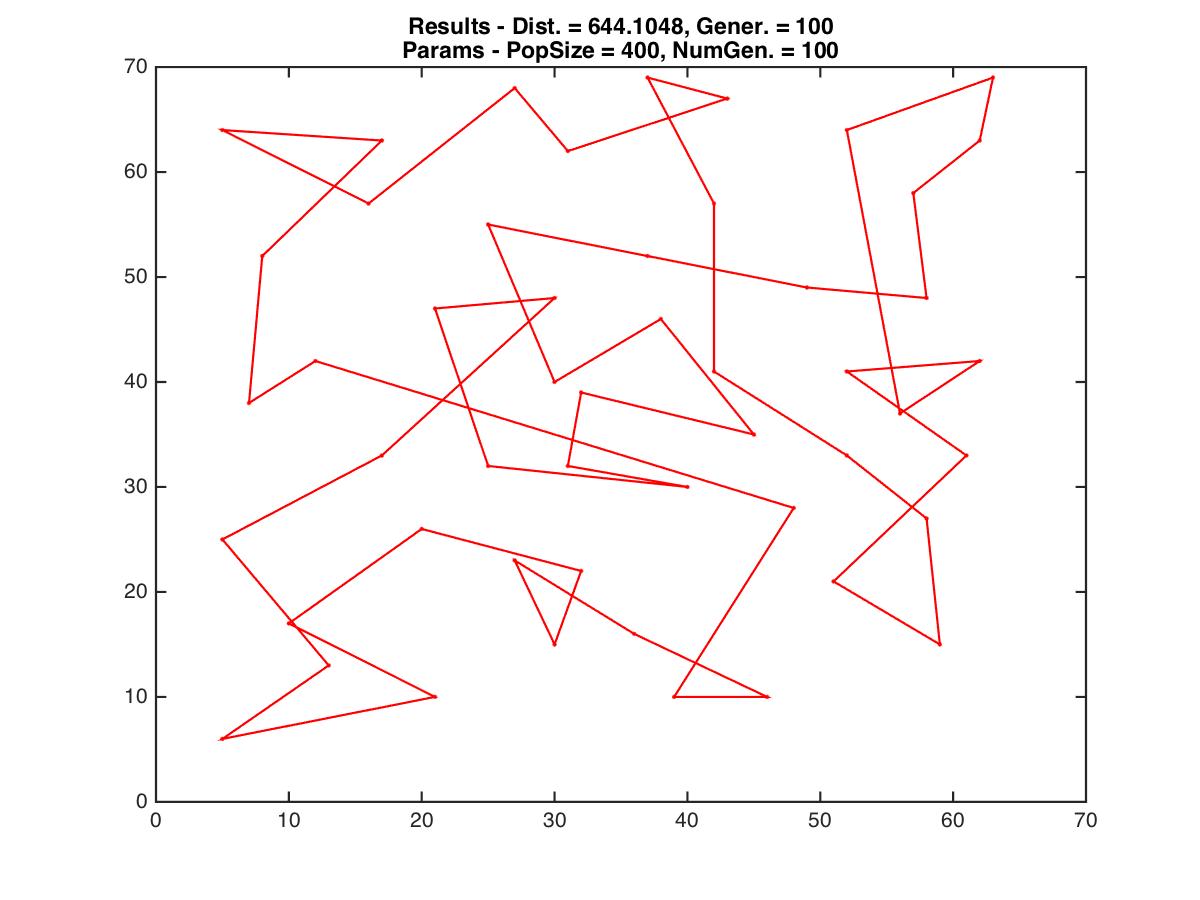 Results - Dist. = 644.1048, Gener. = 100
Params - PopSize = 400, NumGen. = 100
70
60
50
40
30
20
10
0
0 10 20 30 40 50 60 70